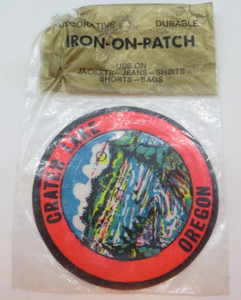 DECORATIVE DURABLE
IRON-ON-PATCH
USE ON
JACKETS-JEANS-SHIRTS
SHORTS-BAGS
CRATER LAKE
OREGON